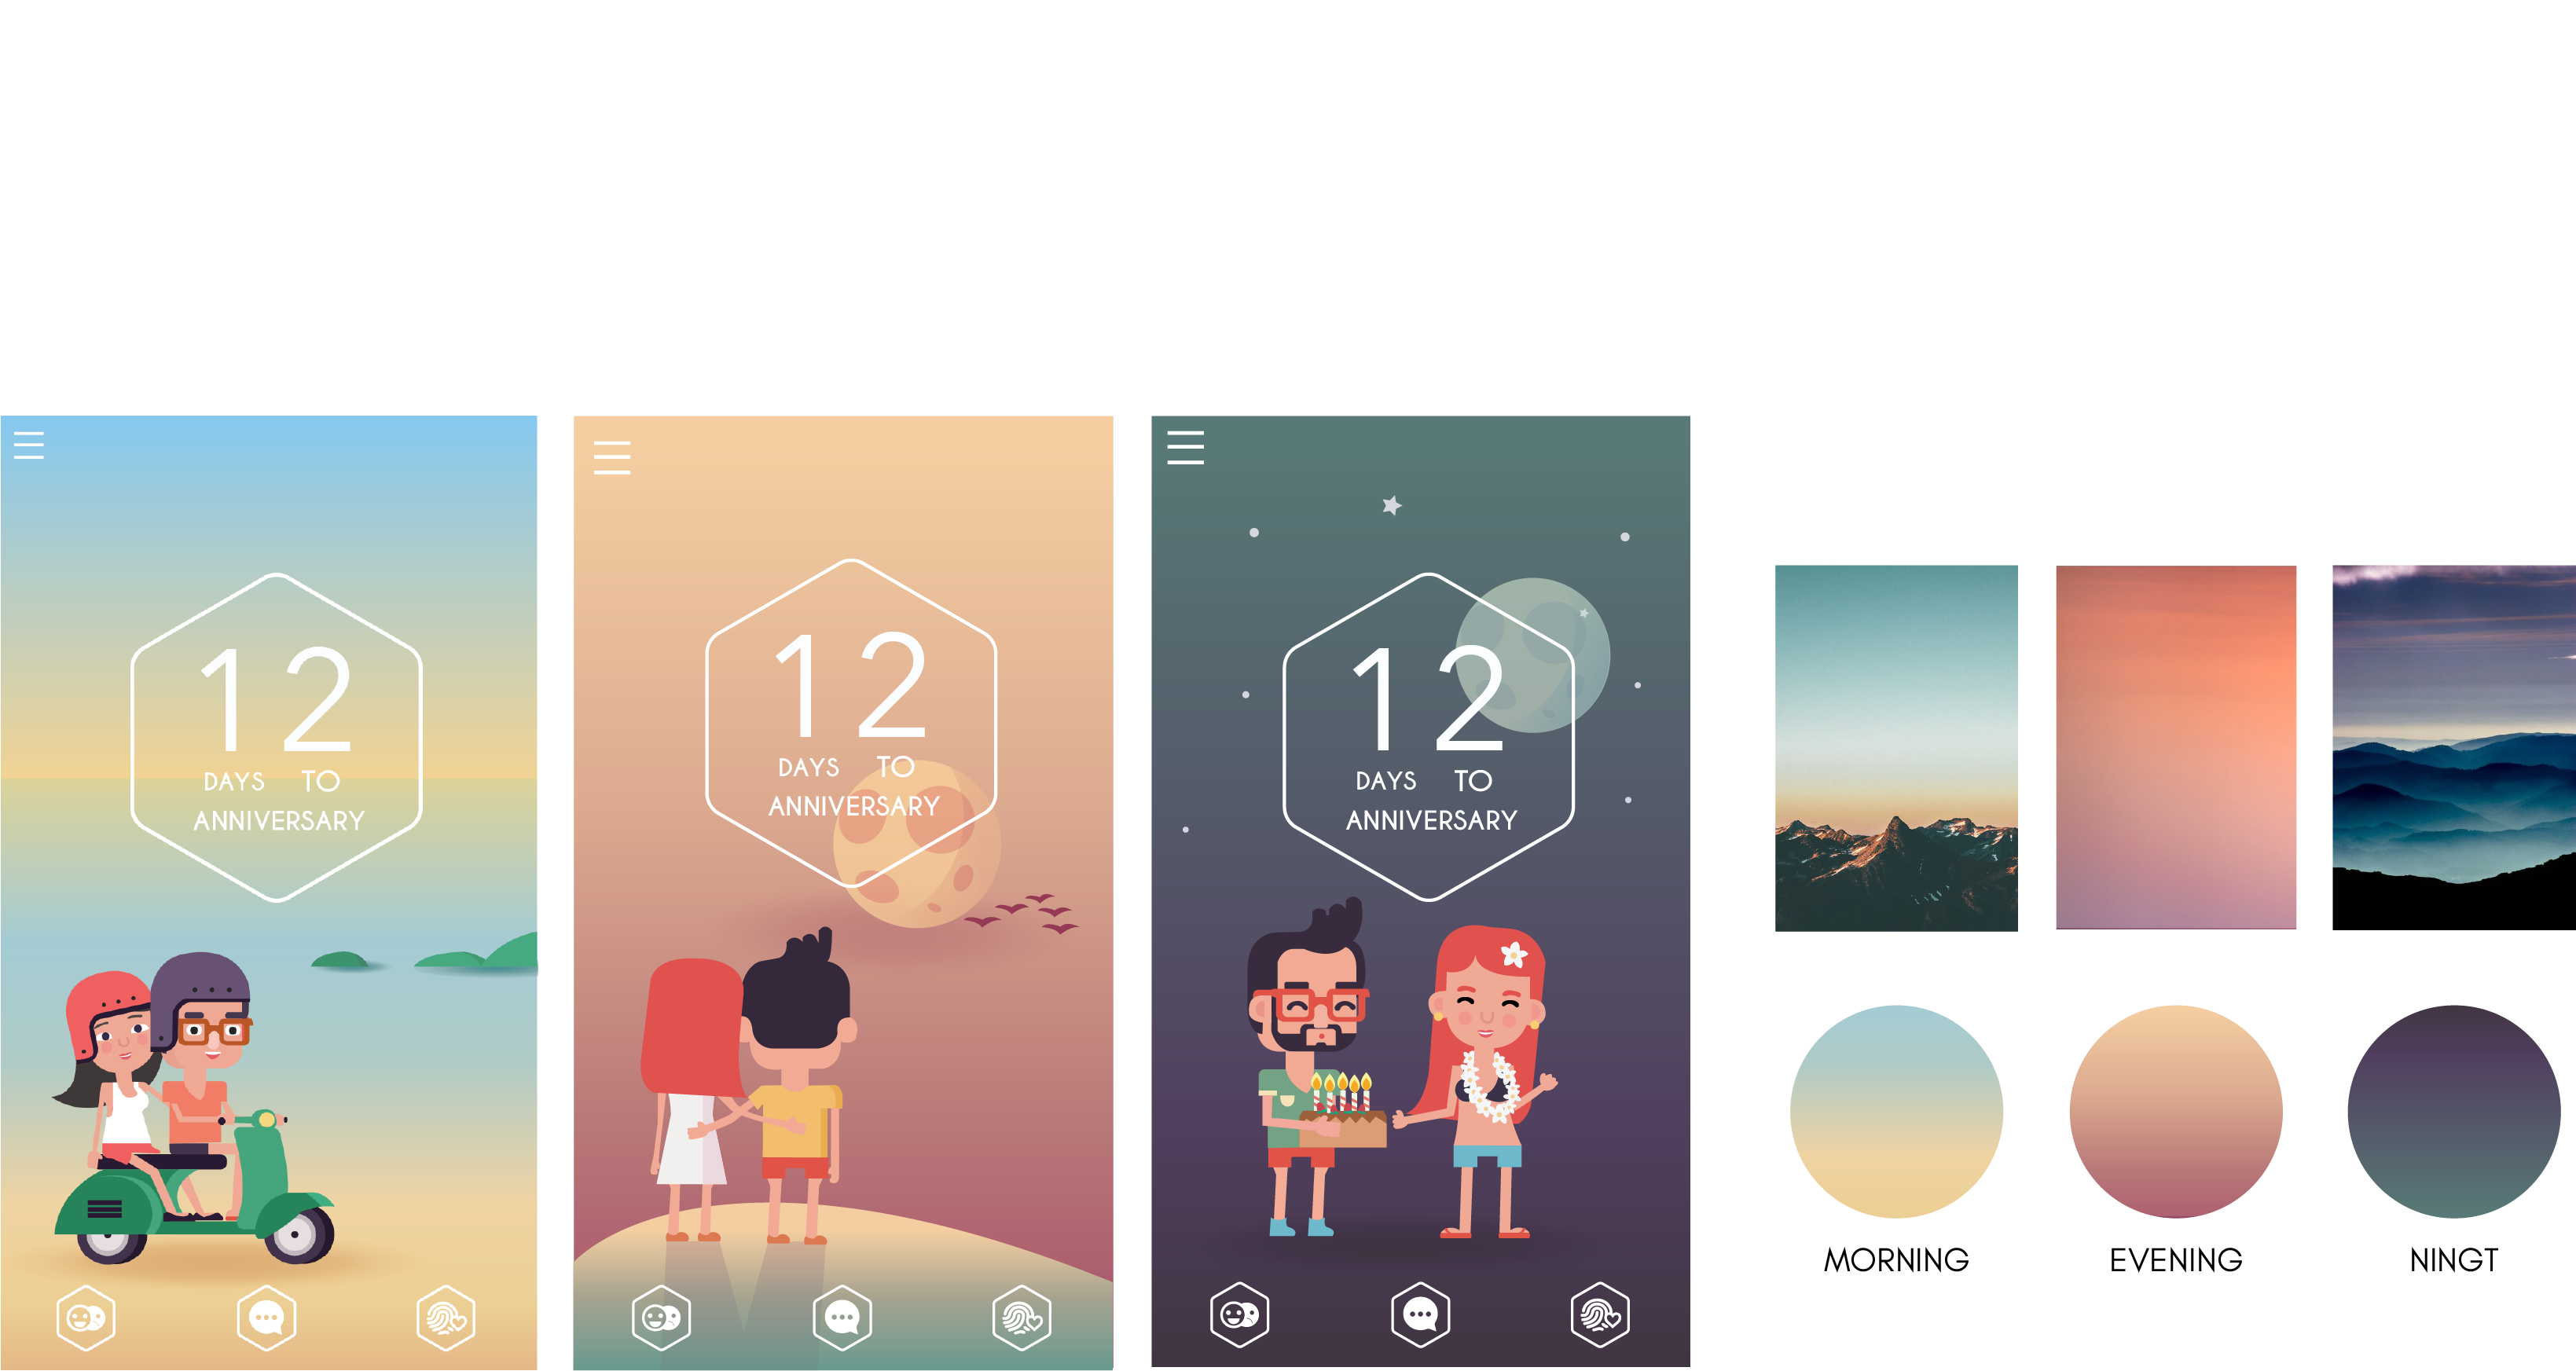 12
DAYS TO
ANNIVERSARY
12
DAYS TO
ANNIVERSARY
12
DAYS TO
ANNIVERSARY
MORNING
EVENING
NINGT